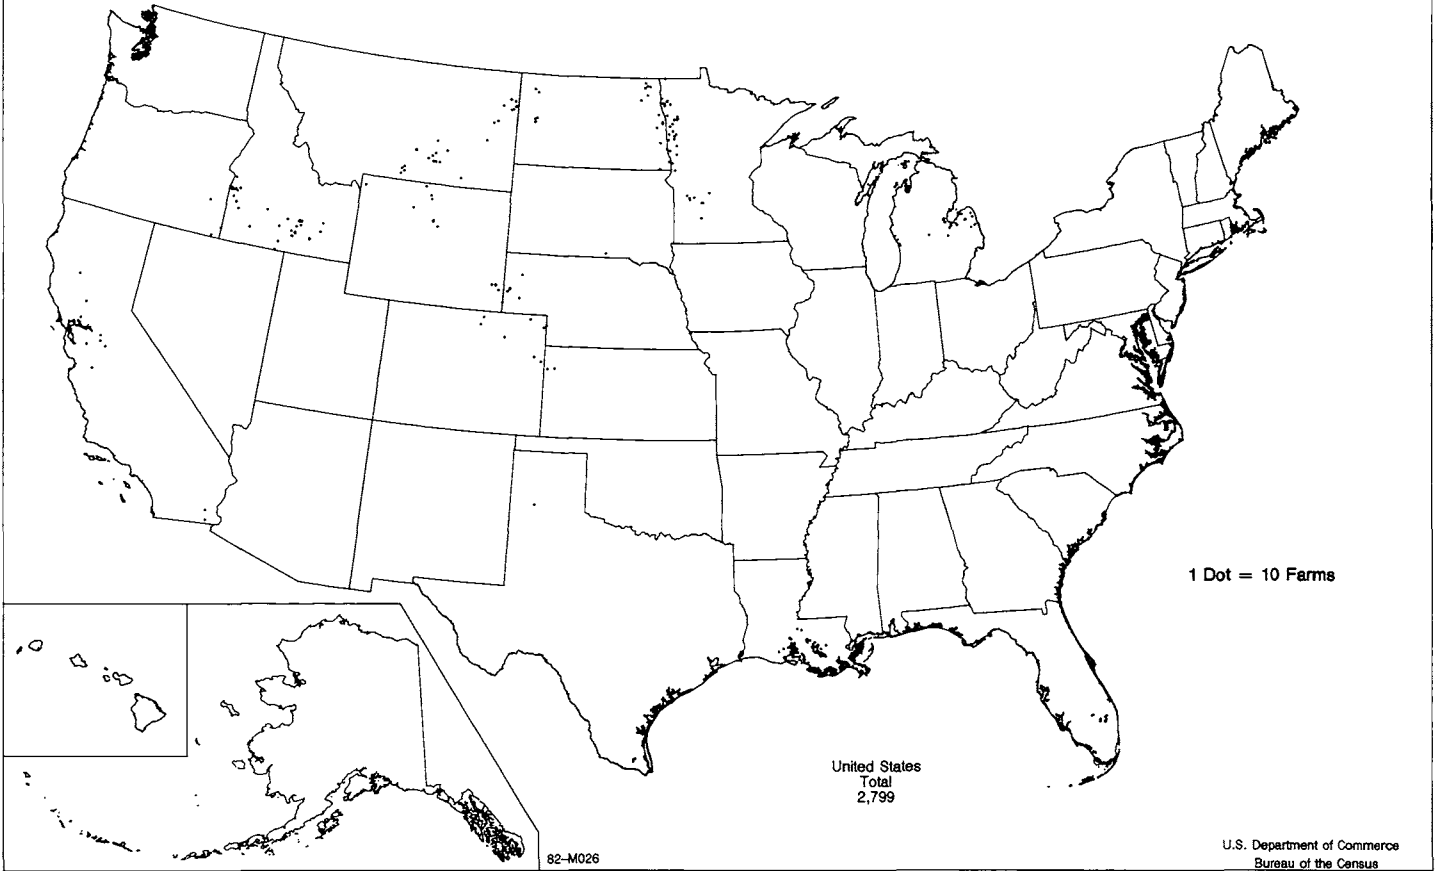 1 Dot = 10 Farms
United States
Total
2,799
82-M026
U.S. Department of Commerce
Bureau of the Census